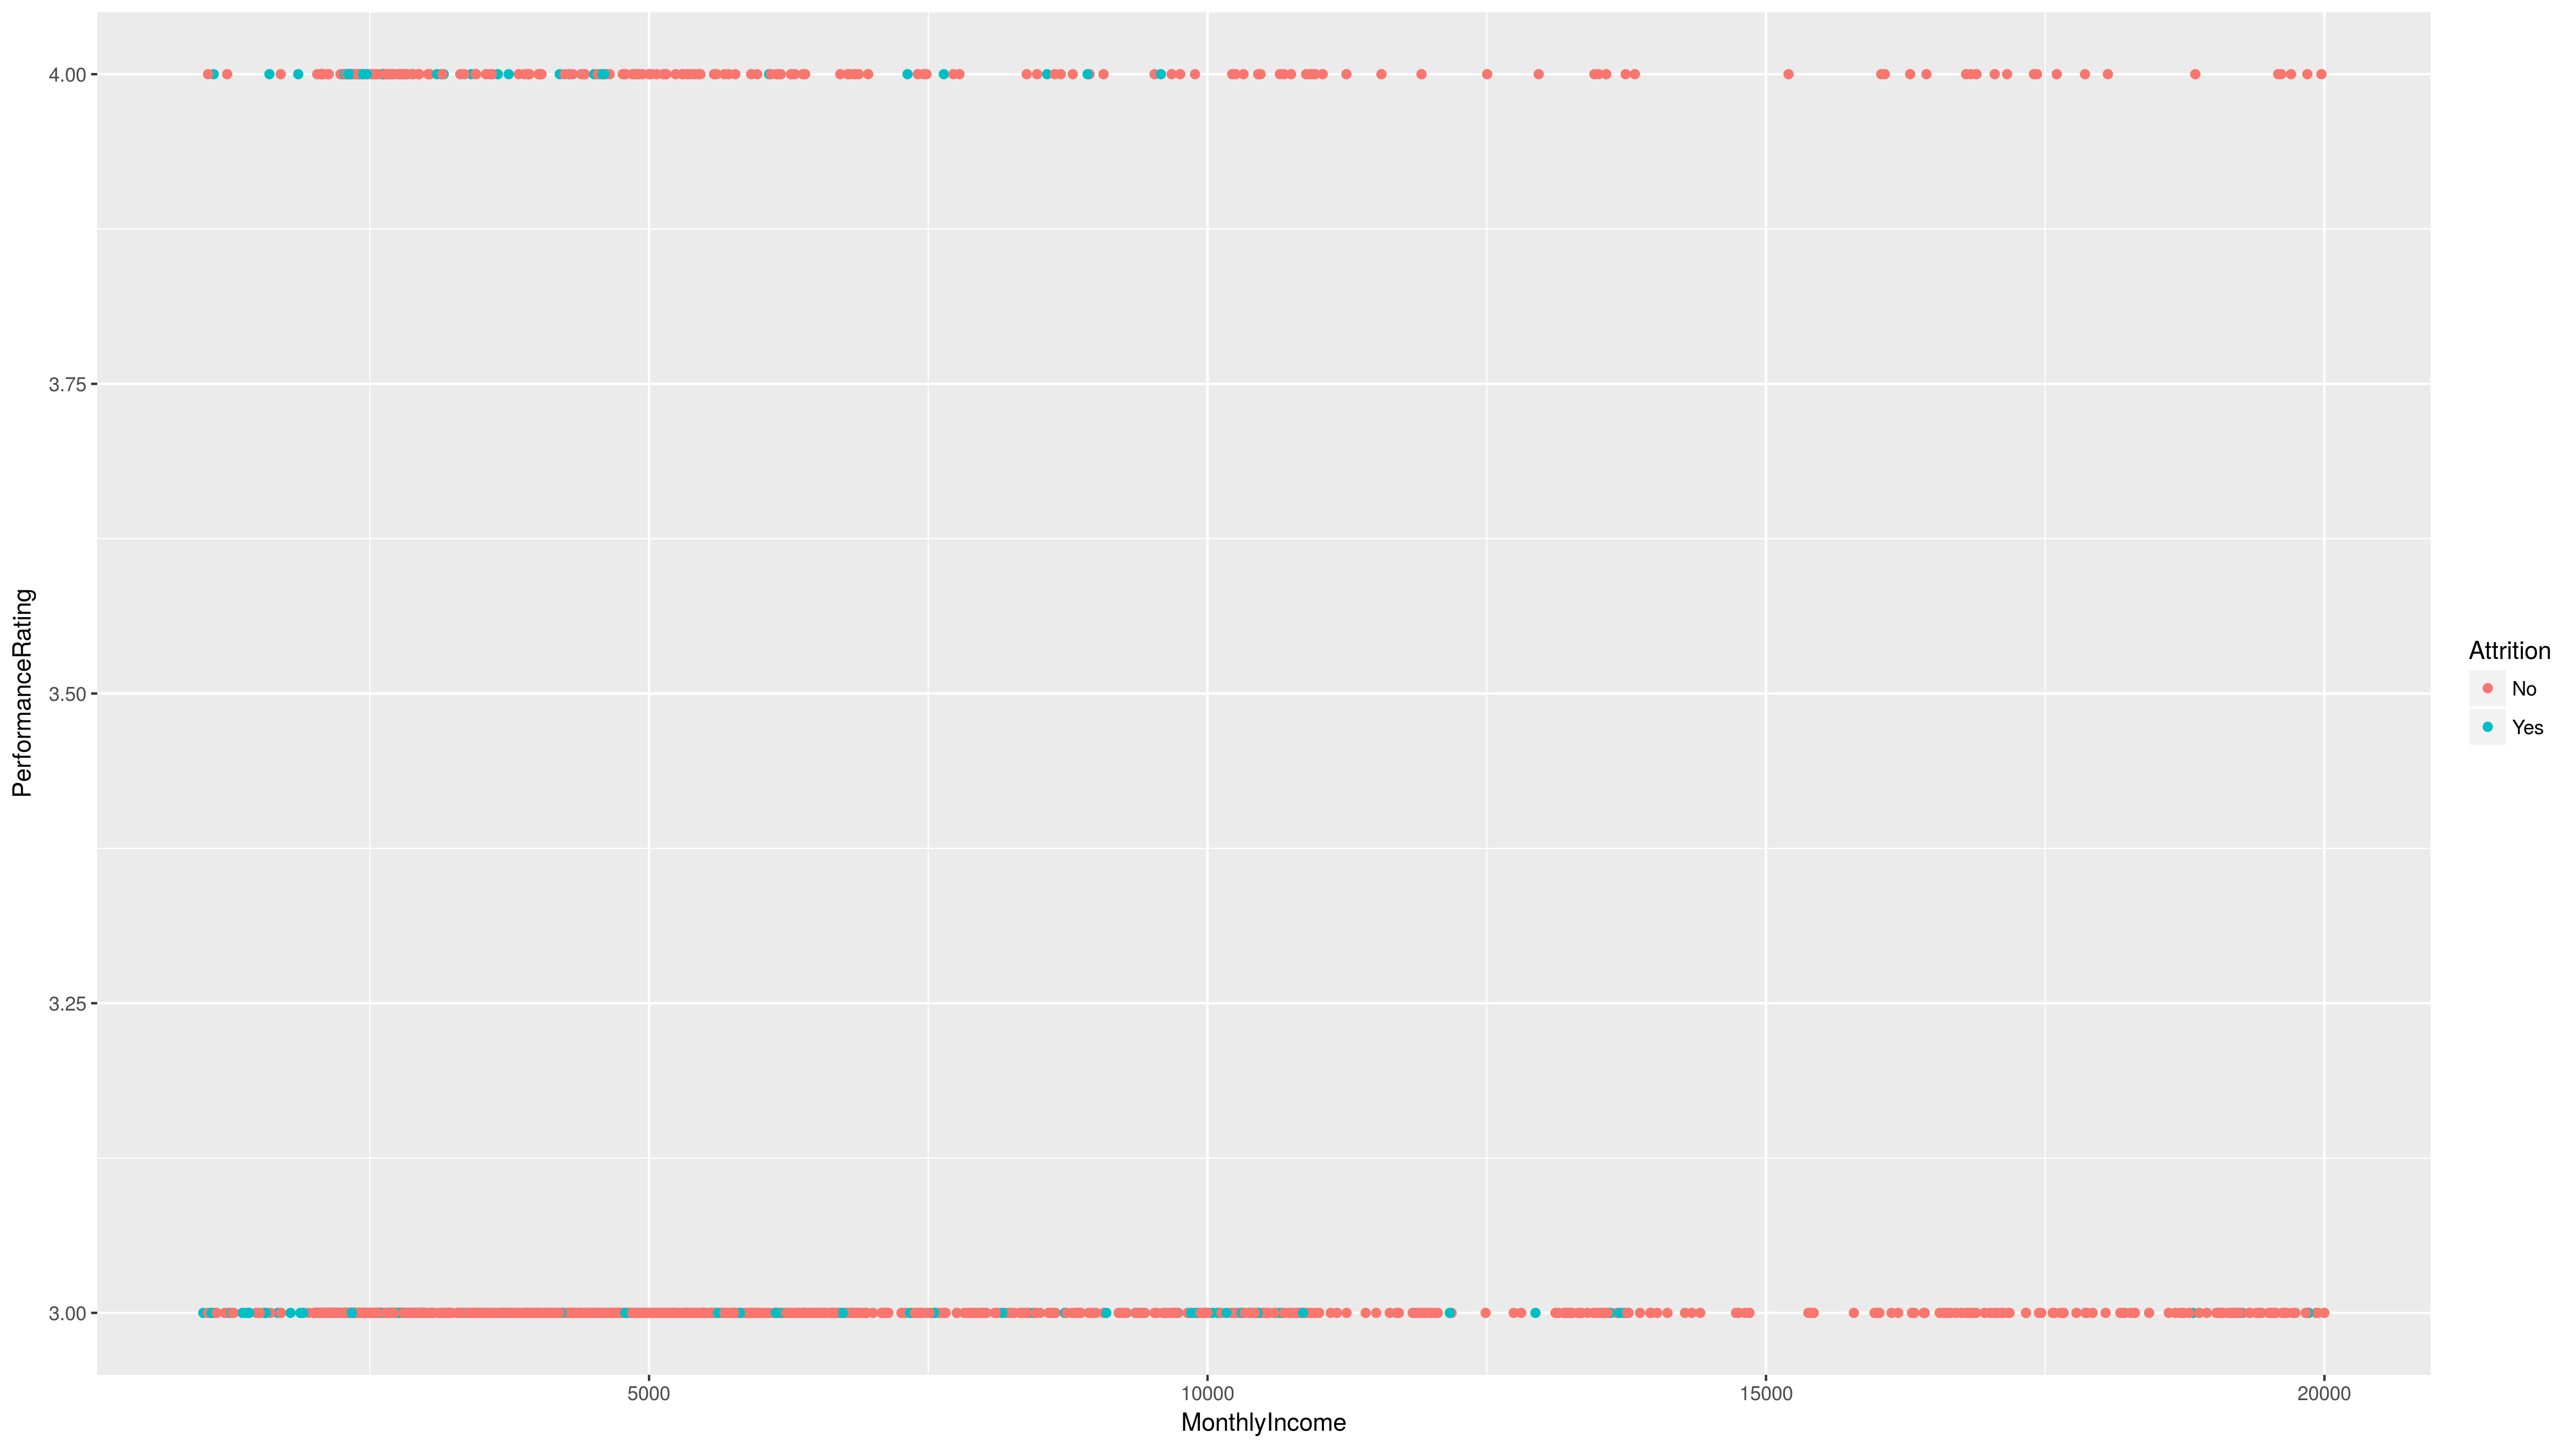 4.00
3.75
3.50
3.25
3.00
PerformanceRating
5000 10000 15000 20000
MonthlyIncome
Attrition
No
Yes